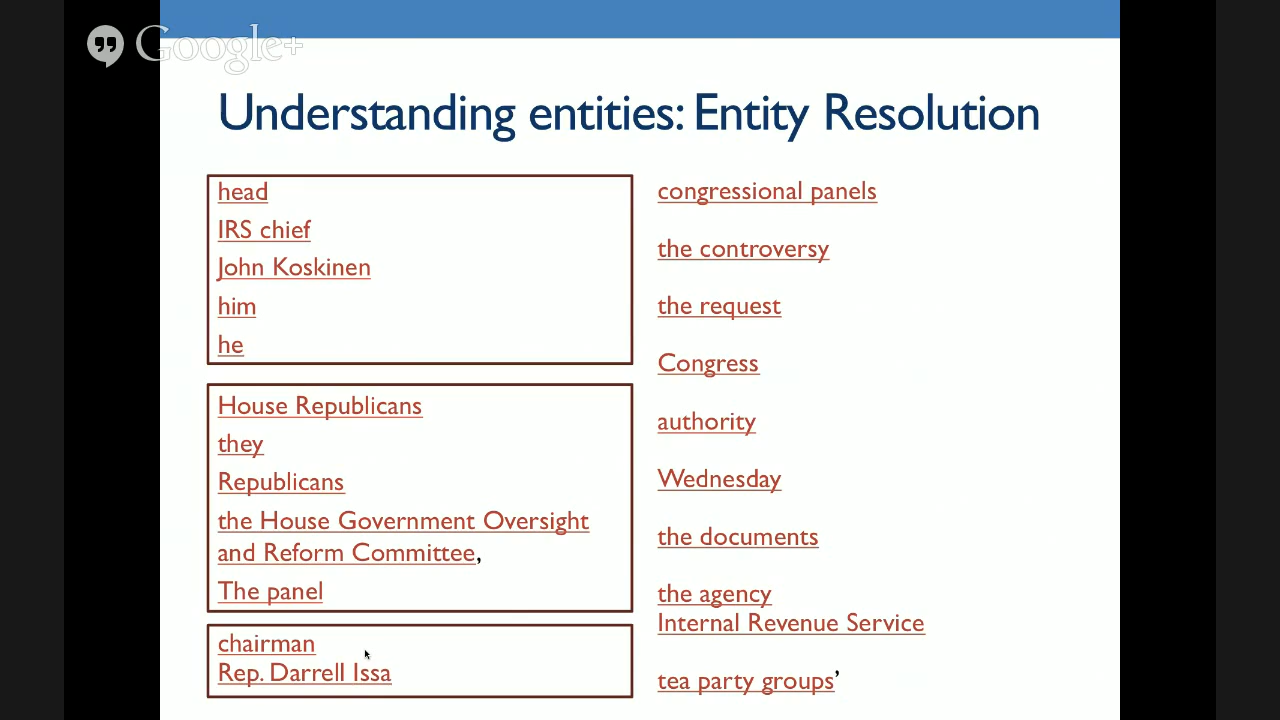 Google+
Understanding entities: Entity Resolution
head
IRS chief
John Koskinen
him
he
House Republicans
they
Republicans
the House Government Oversight
and Reform Committee,
The panel
chairman
Rep. Darrell Issa
congressional panels
the controversy
the request
Congress
authority
Wednesday
the documents
the agency
Internal Revenue Service
tea party groups’